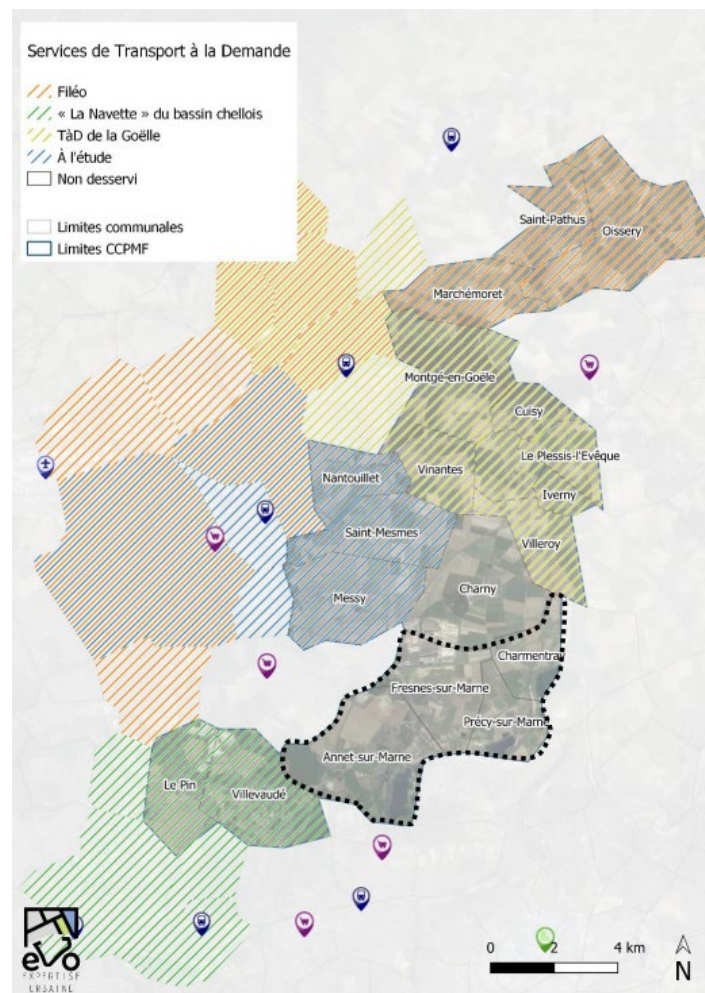 Services de Transport à la Demande
Filéo
« La Navette » du bassin chellois
TàD de la Goëlle
À l'étude
Non desservi
Limites communales
Limites CCPMF
Saint-Pathus
Oissery
Marchémoret
Montgé-en-Goële
Cuisy
Le Plessis-l'Evêque
Vinantes
Nantouillet
Iverny
Saint-Mesmes
Villeroy
Charny
Messy
Charmentray
Fresnes-sur-Marne
Précy-sur-Marne
Annet-sur-Marne
Le Pin
Villevaudé
evo
EXPERTISE
URBAINE
0 2 4 km
N